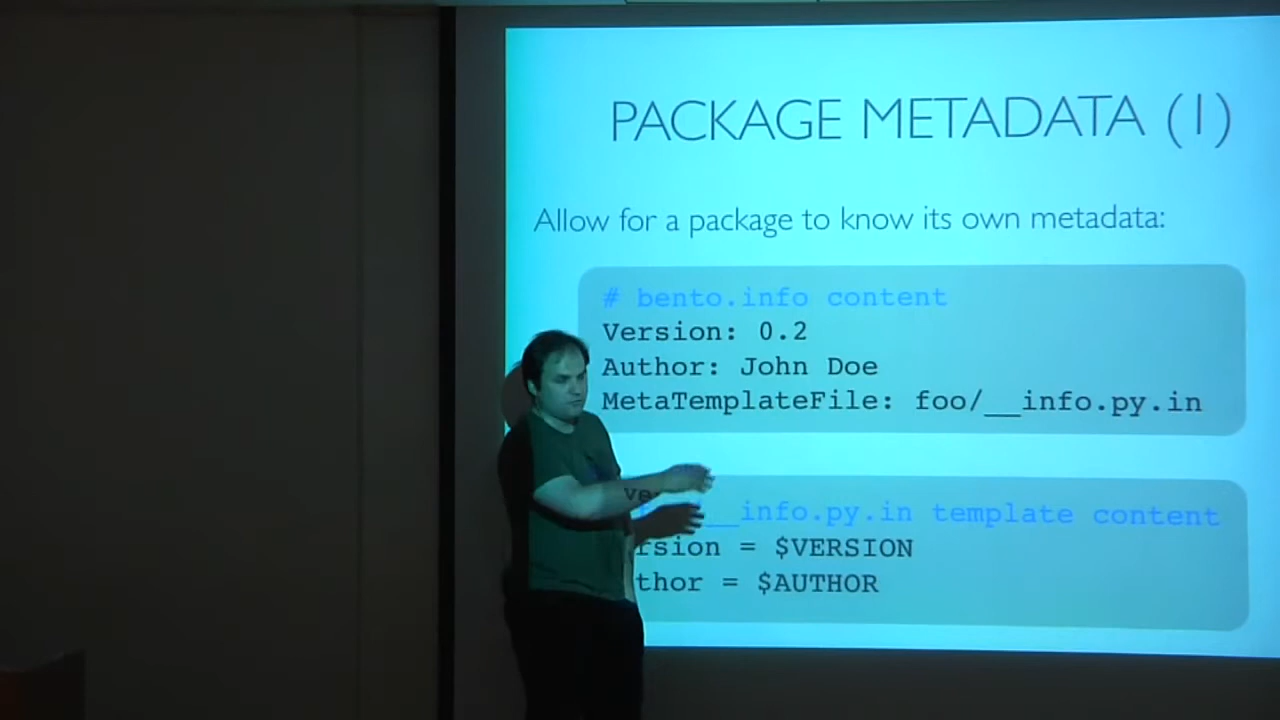 PACKAGE METADATA (1)
Allow for a package to know its own metadata:
# bento.info content
Version: 0.2
Author: John Doe
MetaTemplateFile: foo/__info.py.in
__info.py.in template content
rsion = $VERSION
thor = $AUTHOR